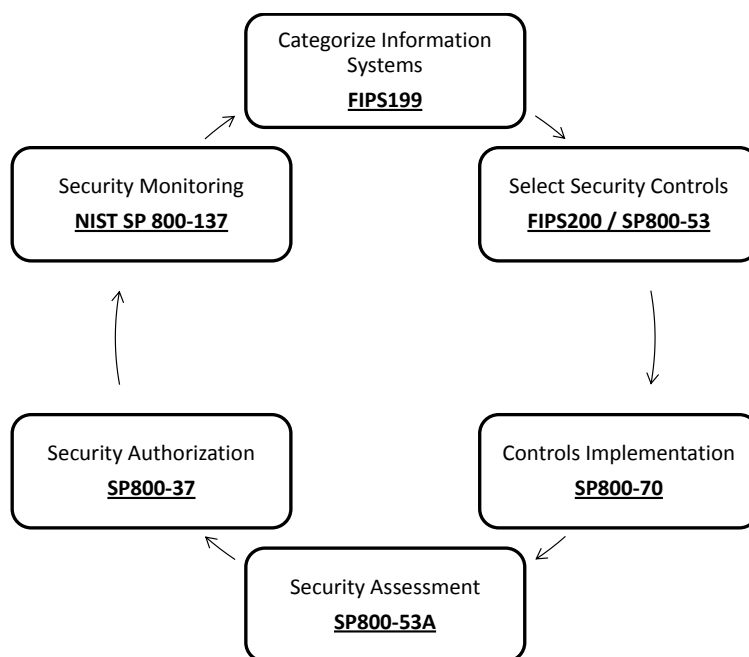 Categorize Information
Systems
FIPS199
Select Security Controls
FIPS200 / SP800-53
Controls Implementation
SP800-70
Security Assessment
SP800-53A
Security Authorization
SP800-37
Security Monitoring
NIST SP 800-137